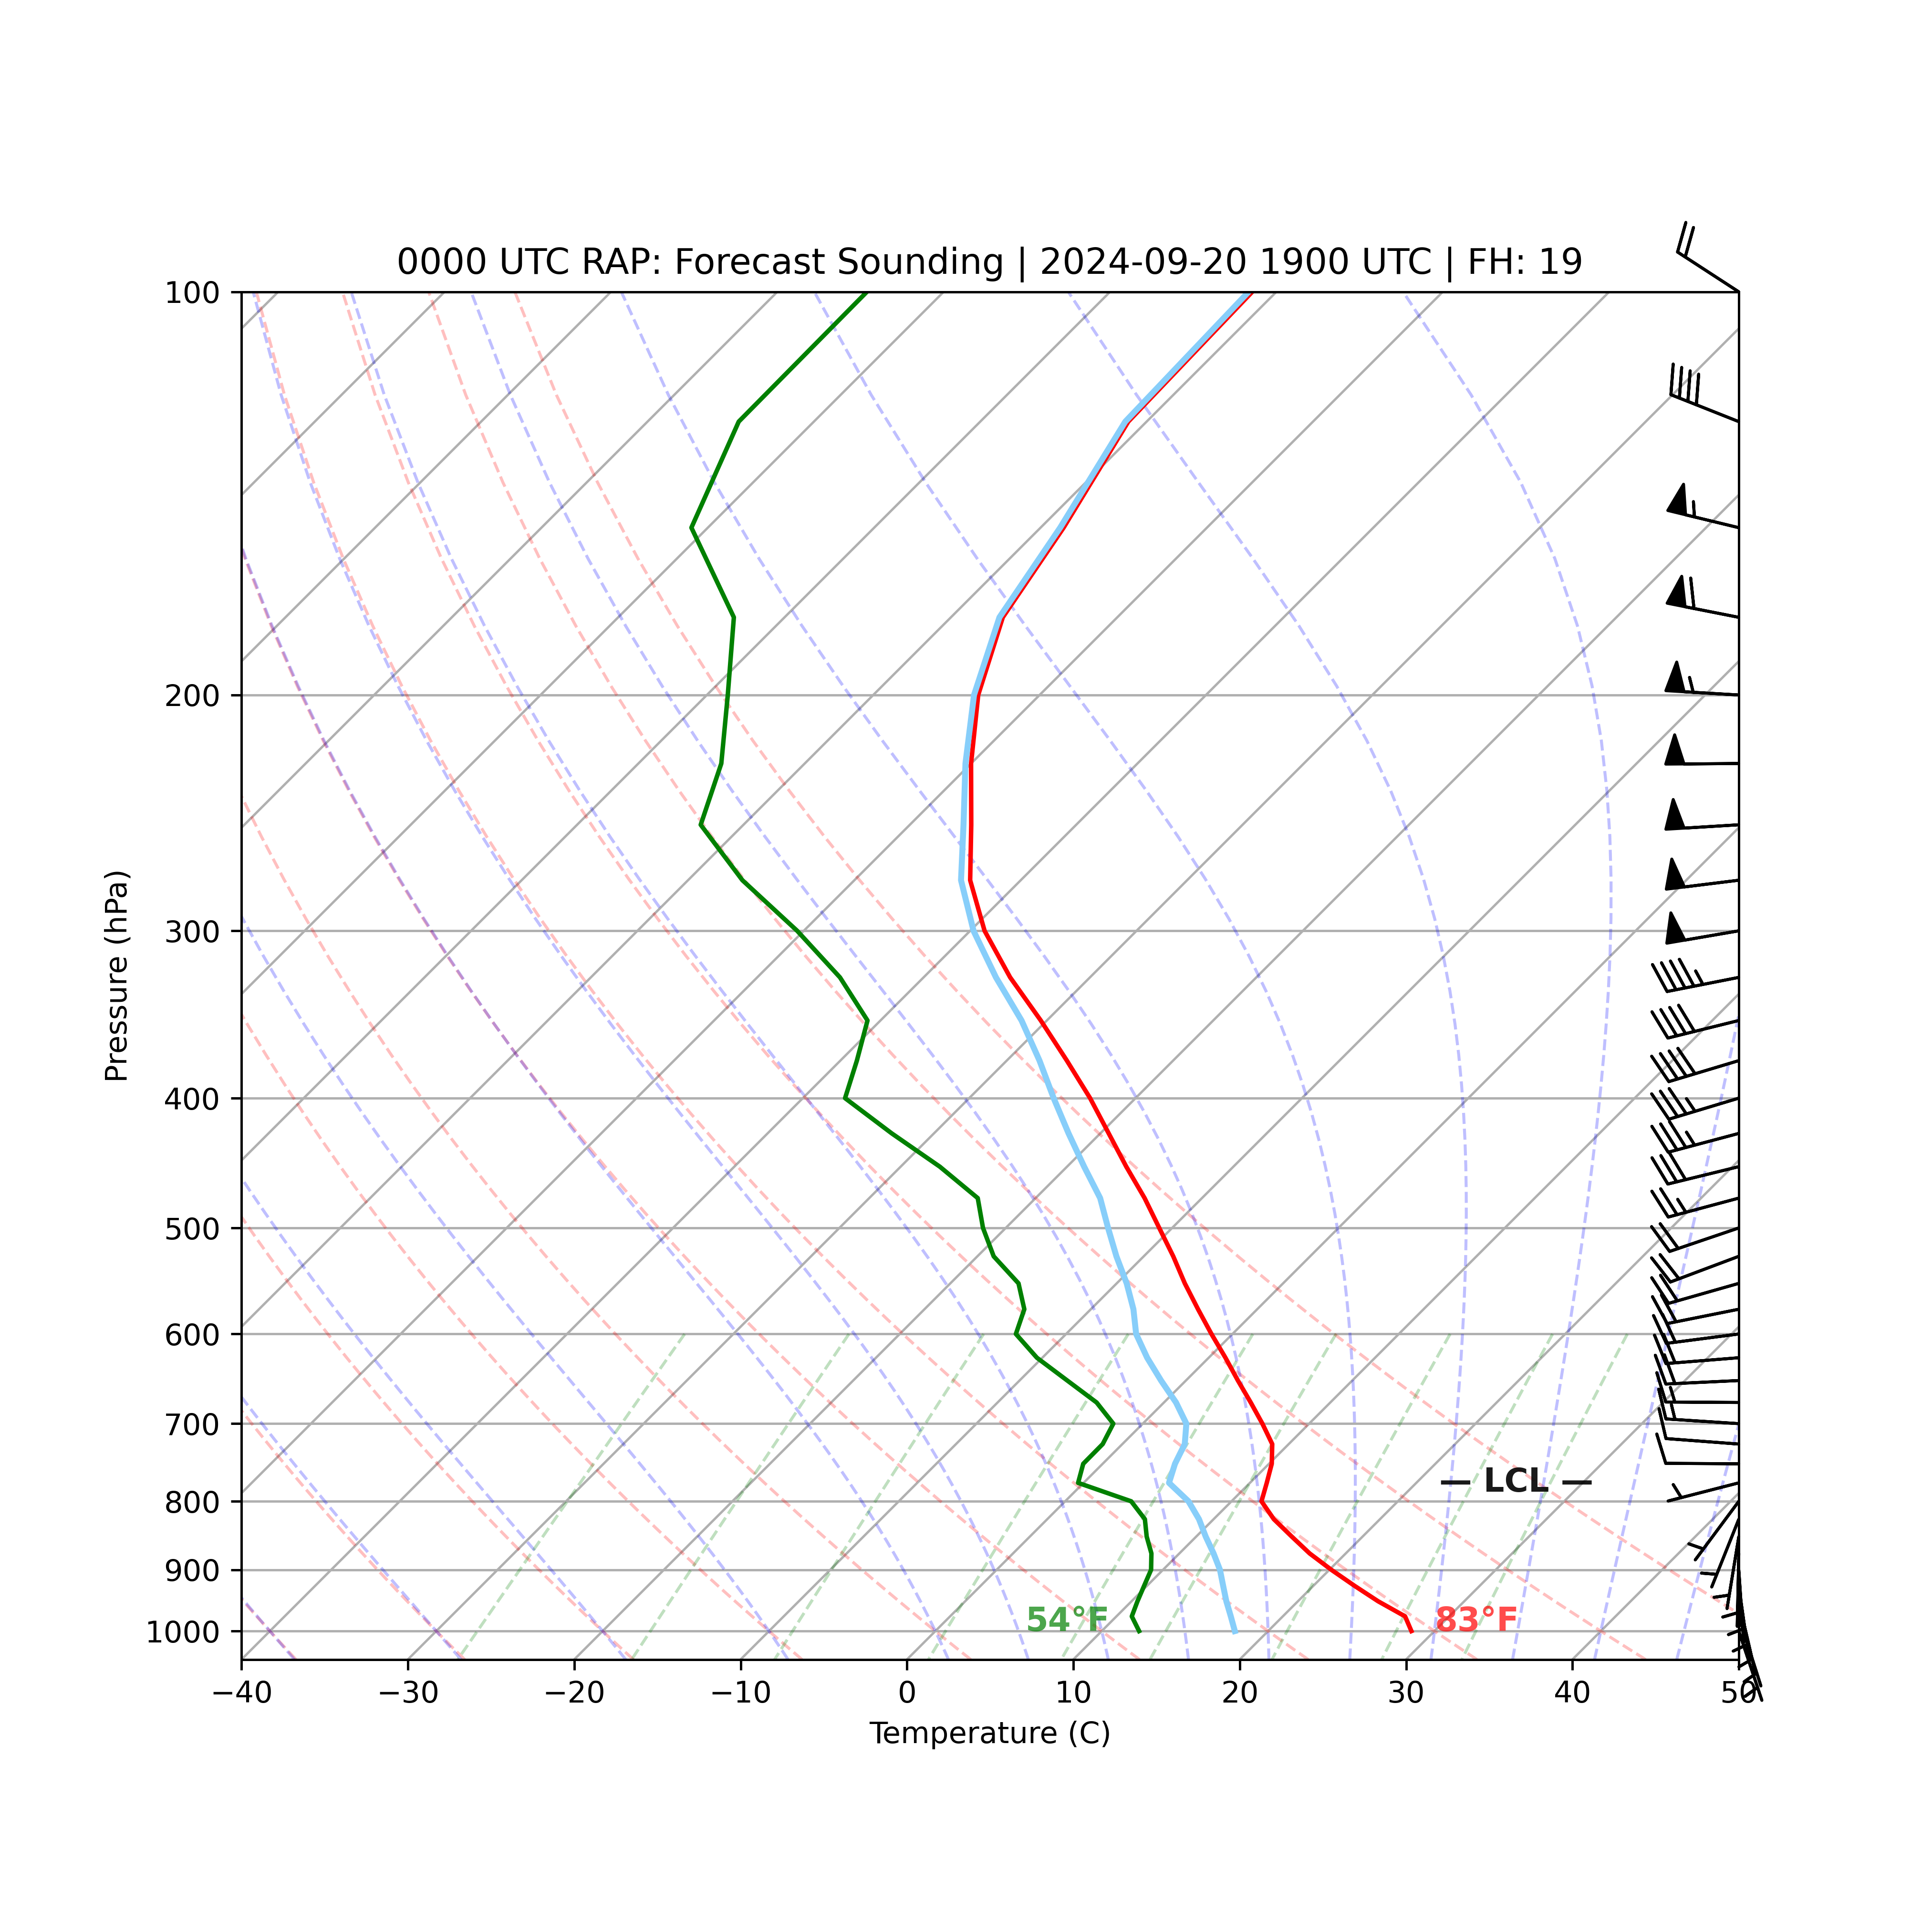 0000 UTC RAP: Forecast Sounding | 2024-09-20 1900 UTC | FH: 19
100
200
300
400
500
600
700
800
900
1000
Pressure (hPa)
— LCL —
54°F
83°F
−40 −30 −20 −10 0 10 20 30 40 50
Temperature (C)